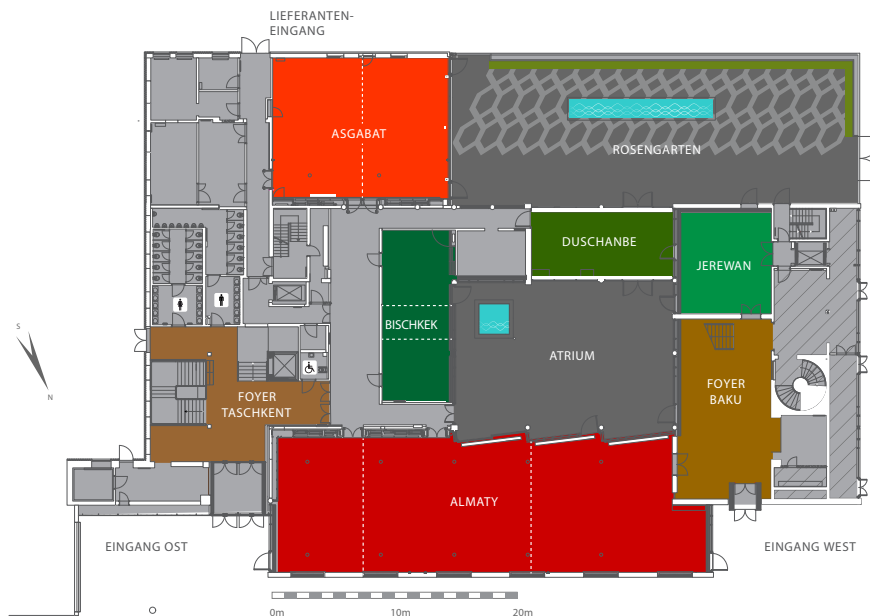 LIEFERANTEN-
EINGANG
ASGABAT
ROSENGARTEN
DUSCHANBE
JEREWAN
BISCHKEK
ATRIUM
S
N
FOYER
TASCHKENT
FOYER
BAKU
ALMATY
EINGANG OST
EINGANG WEST
0m
10m
20m